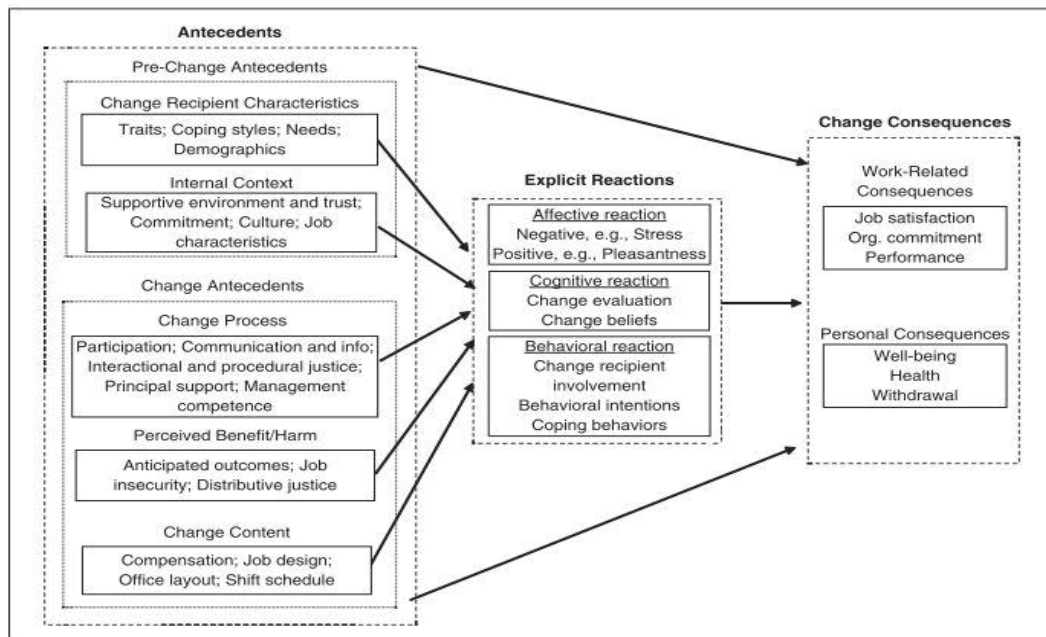 Antecedents
Pre-Change Antecedents
Change Recipient Characteristics
Traits; Coping styles; Needs;
Demographics
Internal Context
Supportive environment and trust;
Commitment; Culture; Job
characteristics
Change Antecedents
Change Process
Participation; Communication and info;
Interactional and procedural justice;
Principal support; Management
competence
Perceived Benefit/Harm
Anticipated outcomes; Job
insecurity; Distributive justice
Change Content
Compensation; Job design;
Office layout; Shift schedule
Explicit Reactions
Affective reaction
Negative, e.g., Stress
Positive, e.g., Pleasantness
Cognitive reaction
Change evaluation
Change beliefs
Behavioral reaction
Change recipient
involvement
Behavioral intentions
Coping behaviors
Change Consequences
Work-Related
Consequences
Job satisfaction
Org. commitment
Performance
Personal Consequences
Well-being
Health
Withdrawal